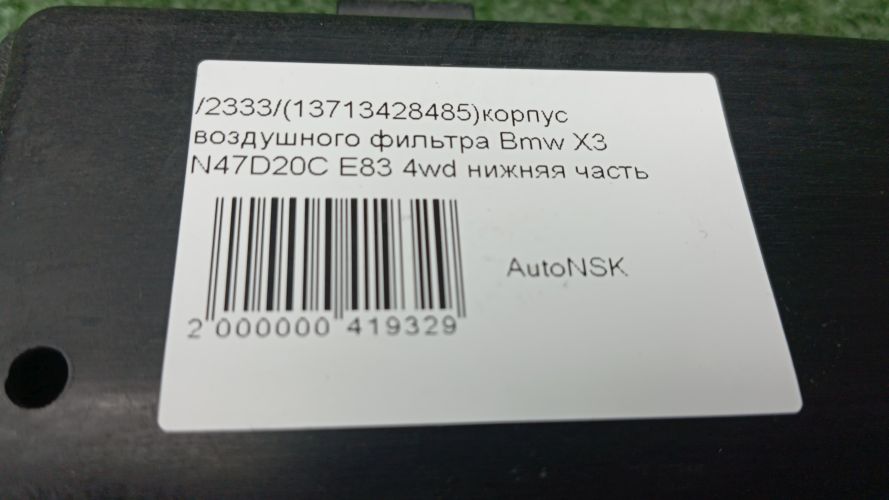 /2333/(13713428485)корпус
воздушного фильтра Bmw X3
N47D20C E83 4wd нижняя часть
AutoNSK
2 000000 419329